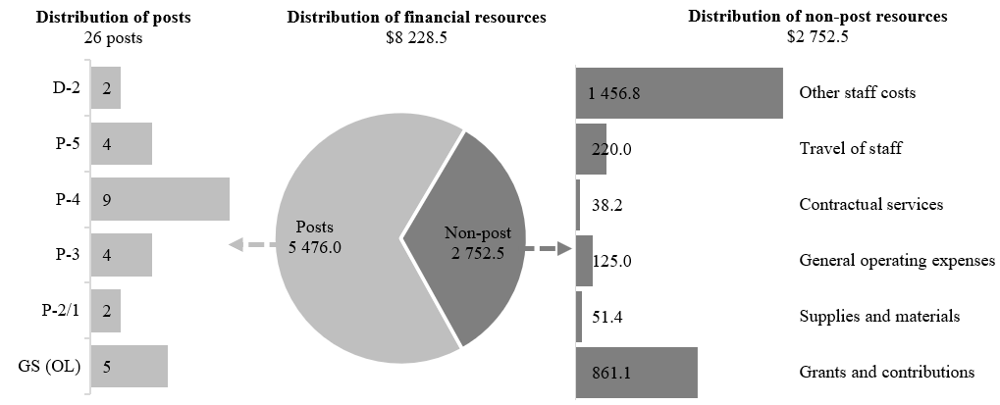 Distribution of posts
26 posts
D-2 2
P-5 4
P-4 9
P-3 4
P-2/1 2
GS (OL) 5
Distribution of financial resources
$8 228.5
Posts
5 476.0
Non-post
2 752.5
Distribution of non-post resources
$2 752.5
1 456.8 Other staff costs
220.0 Travel of staff
38.2 Contractual services
125.0 General operating expenses
51.4 Supplies and materials
861.1 Grants and contributions